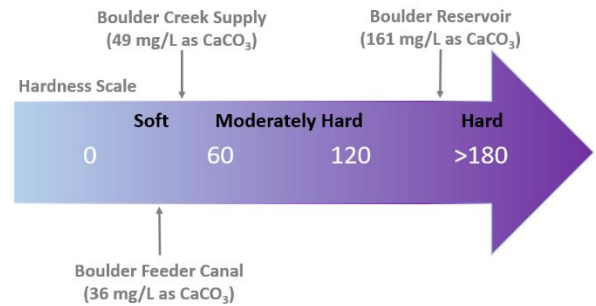 Boulder Creek Supply
(49 mg/L as CaCO₃)
Boulder Reservoir
(161 mg/L as CaCO₃)
Hardness Scale
Soft
Moderately Hard
Hard
0
60
120
>180
Boulder Feeder Canal
(36 mg/L as CaCO₃)